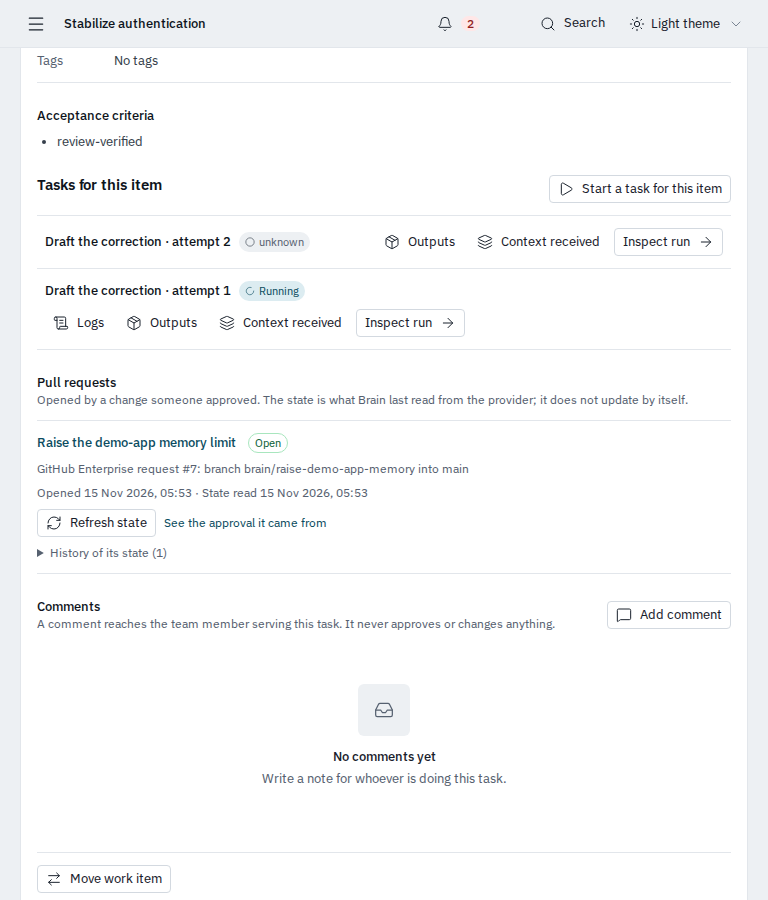 Stabilize authentication
2
Search
Light theme
Tags No tags
Acceptance criteria
• review-verified
Tasks for this item
Start a task for this item
Draft the correction · attempt 2 unknown Outputs Context received Inspect run
Draft the correction · attempt 1 Running
Logs Outputs Context received Inspect run
Pull requests
Opened by a change someone approved. The state is what Brain last read from the provider; it does not update by itself.
Raise the demo-app memory limit Open
GitHub Enterprise request #7: branch brain/raise-demo-app-memory into main
Opened 15 Nov 2026, 05:53 · State read 15 Nov 2026, 05:53
Refresh state See the approval it came from
History of its state (1)
Comments
A comment reaches the team member serving this task. It never approves or changes anything.
Add comment
No comments yet
Write a note for whoever is doing this task.
Move work item